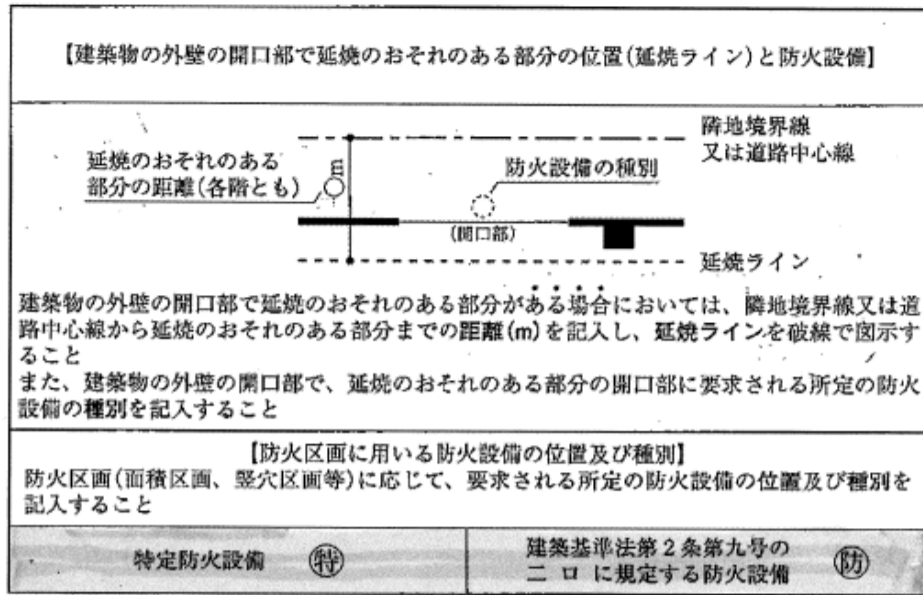 【建築物の外壁の開口部で延焼のおそれのある部分の位置(延焼ライン)と防火設備】
隣地境界線
又は道路中心線
延焼のおそれのある
部分の距離(各階とも)
○m
防火設備の種別
(開口部)
延焼ライン
建築物の外壁の開口部で延焼のおそれのある部分がある場合においては、隣地境界線又は道
路中心線から延焼のおそれのある部分までの距離(m)を記入し、延焼ラインを破線で図示す
ること
また、建築物の外壁の開口部で、延焼のおそれのある部分の開口部に要求される所定の防火
設備の種別を記入すること
【防火区画に用いる防火設備の位置及び種別】
防火区画(面積区画、竪穴区画等)に応じて、要求される所定の防火設備の位置及び種別を
記入すること
特定防火設備 ㊕
建築基準法第2条第九号の
二 ロ に規定する防火設備 防